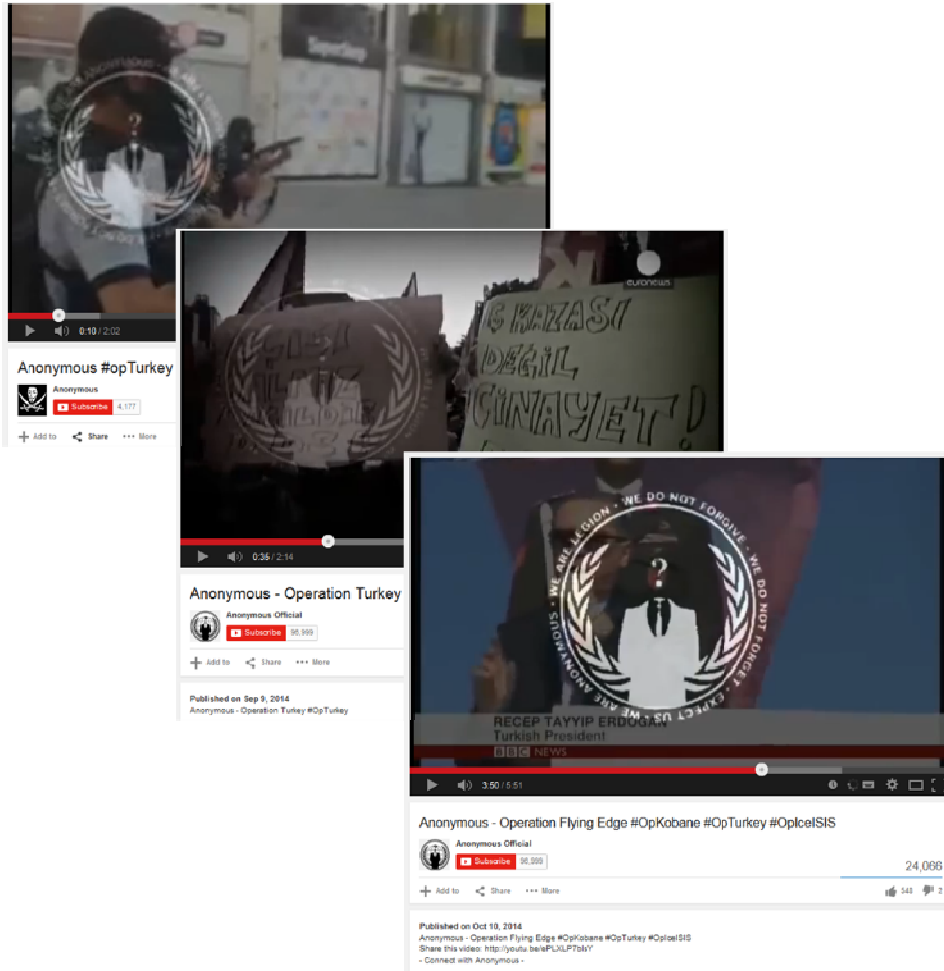 SuperStep
0:10 / 2:02
Anonymous #opTurkey
Anonymous
Subscribe 4,177
Add to Share More
euronews
G KAZASI
DEGİL
CİNAYET!
0:35 / 2:14
Anonymous - Operation Turkey
Anonymous Official
Subscribe 96,999
Add to Share More
Published on Sep 9, 2014
Anonymous - Operation Turkey #OpTurkey
WE ARE ANONYMOUS - WE ARE LEGION - WE DO NOT FORGIVE - WE DO NOT FORGET - EXPECT US -
?
RECEP TAYYIP ERDOGAN
Turkish President
BBC NEWS
3:50 / 5:51
Anonymous - Operation Flying Edge #OpKobane #OpTurkey #OpIceISIS
Anonymous Official
Subscribe 96,999
24,066
Add to Share More
548 2
Published on Oct 10, 2014
Anonymous - Operation Flying Edge #OpKobane #OpTurkey #OpIceISIS
Share this video:
- Connect with Anonymous -